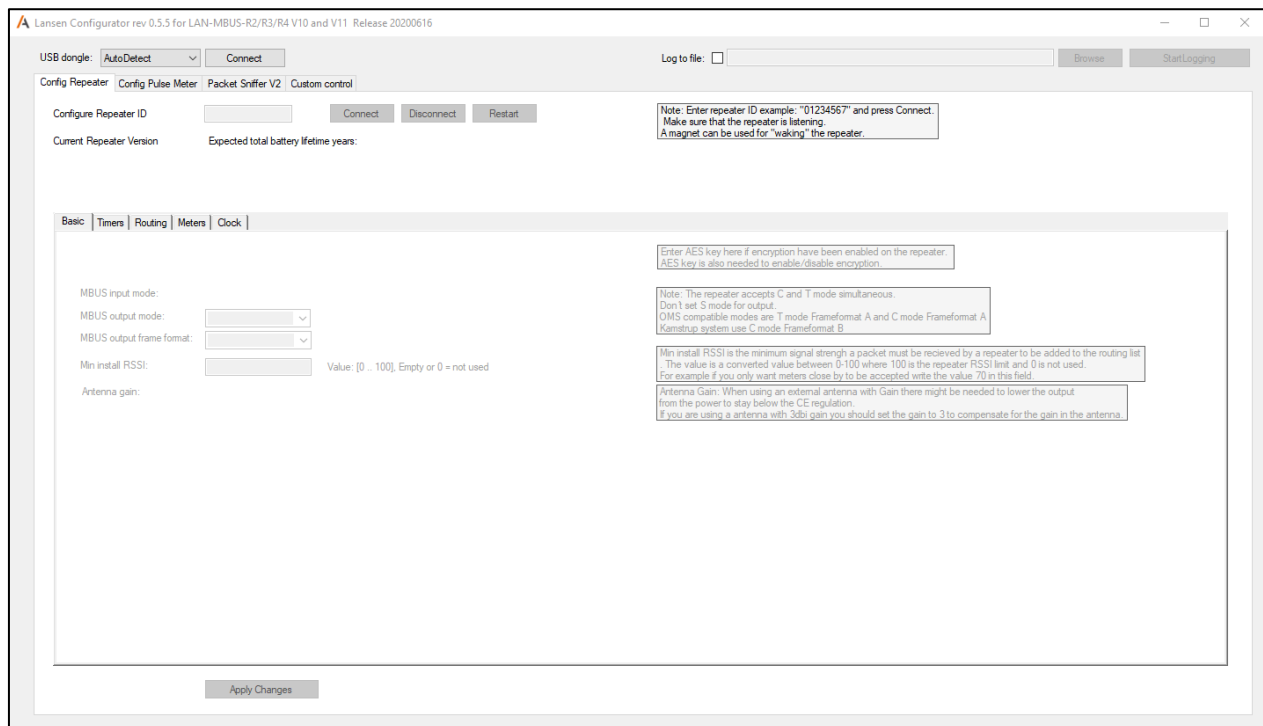 Lansen Configurator rev 0.5.5 for LAN-MBUS-R2/R3/R4 V10 and V11 Release 20200616
USB dongle: AutoDetect Connect Log to file: Browse StartLogging
Config Repeater Config Pulse Meter Packet Sniffer V2 Custom control
Configure Repeater ID Connect Disconnect Restart
Note: Enter repeater ID example: "01234567" and press Connect.
Make sure that the repeater is listening.
A magnet can be used for "waking" the repeater.
Current Repeater Version Expected total battery lifetime years:
Basic Timers Routing Meters Clock
Enter AES key here if encryption have been enabled on the repeater.
AES key is also needed to enable/disable encryption.
MBUS input mode:
MBUS output mode:
MBUS output frame format:
Note: The repeater accepts C and T mode simultaneous.
Don't set S mode for output.
OMS compatible modes are T mode Frameformat A and C mode Frameformat A
Kamstrup system use C mode Frameformat B
Min install RSSI: Value: [0 .. 100], Empty or 0 = not used
Min install RSSI is the minimum signal strengh a packet must be recieved by a repeater to be added to the routing list
. The value is a converted value between 0-100 where 100 is the repeater RSSI limit and 0 is not used.
For example if you only want meters close by to be accepted write the value 70 in this field.
Antenna gain:
Antenna Gain: When using an external antenna with Gain there might be needed to lower the output
from the power to stay below the CE regulation.
If you are using a antenna with 3dbi gain you should set the gain to 3 to compensate for the gain in the antenna.
Apply Changes